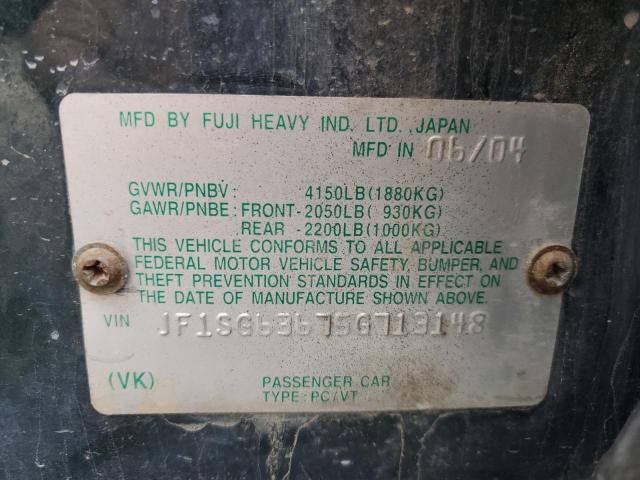 MFD BY FUJI HEAVY IND. LTD. JAPAN
MFD IN 06/04
GVWR/PNBV: 4150LB(1880KG)
GAWR/PNBE: FRONT-2050LB( 930KG)
REAR -2200LB(1000KG)
THIS VEHICLE CONFORMS TO ALL APPLICABLE
FEDERAL MOTOR VEHICLE SAFETY, BUMPER, AND
THEFT PREVENTION STANDARDS IN EFFECT ON
THE DATE OF MANUFACTURE SHOWN ABOVE.
VIN JF1SG63675G713148
(VK) PASSENGER CAR
TYPE: PC/VT